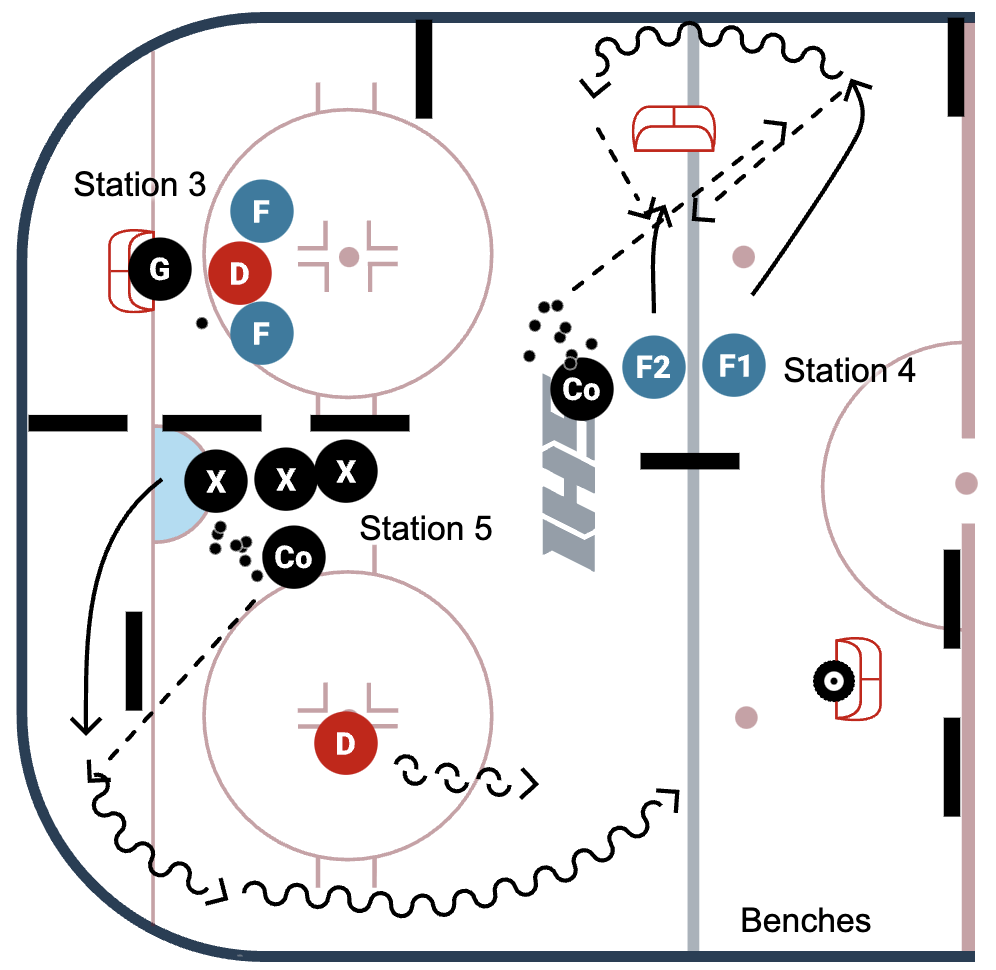 Station 3
F
G
D
F
Co
F2
F1
Station 4
X
X
X
Station 5
Co
D
Benches